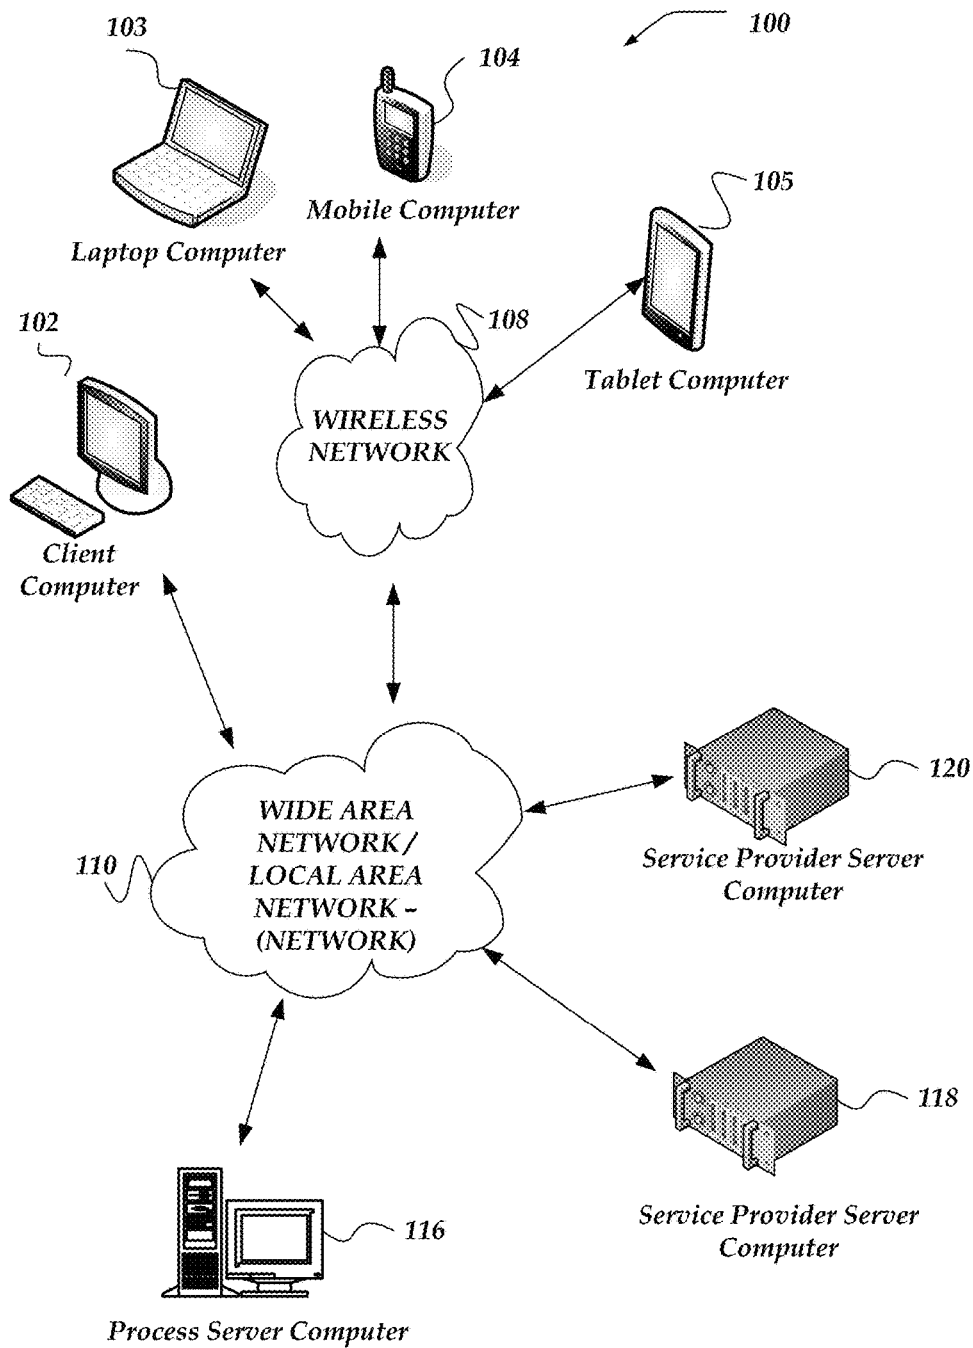 100
103
104
Mobile Computer
105
Laptop Computer
108
102
Tablet Computer
WIRELESS
NETWORK
Client
Computer
120
WIDE AREA
NETWORK /
LOCAL AREA
NETWORK –
(NETWORK)
110
Service Provider Server
Computer
118
Service Provider Server
Computer
116
Process Server Computer